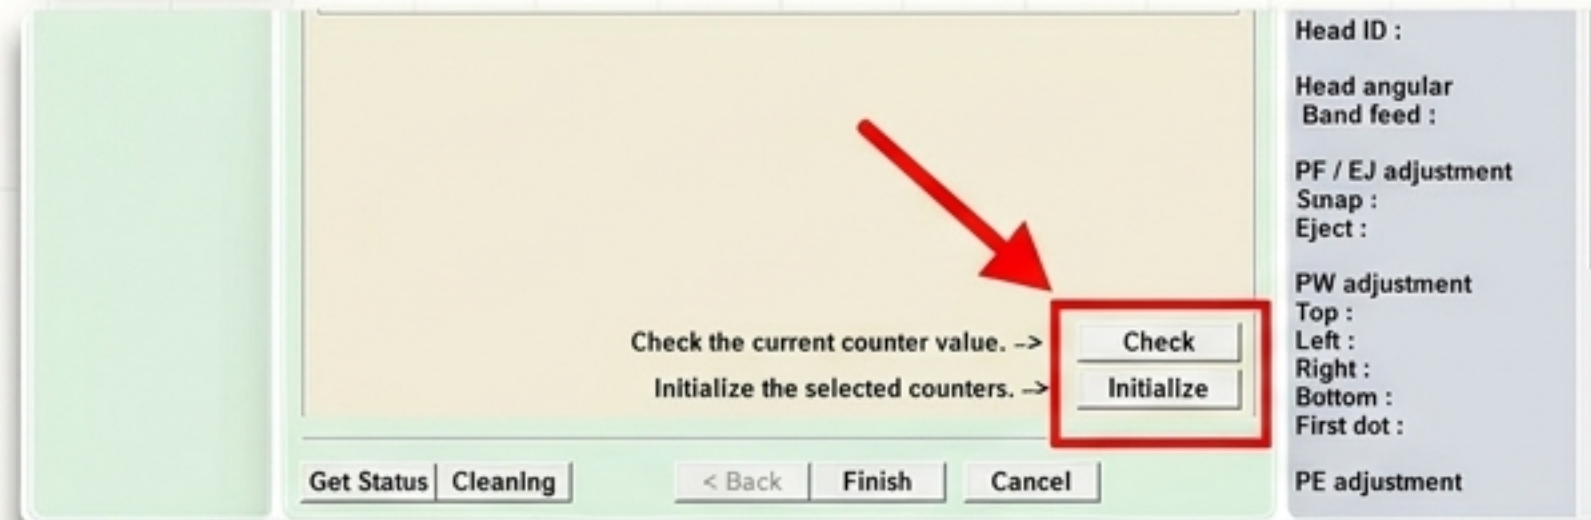 Check the current counter value. –>
Check
Initialize the selected counters. –>
Initialize
Get Status
Cleaning
< Back
Finish
Cancel
Head ID :
Head angular
Band feed :
PF / EJ adjustment
Sınap :
Eject :
PW adjustment
Top :
Left :
Right :
Bottom :
First dot :
PE adjustment